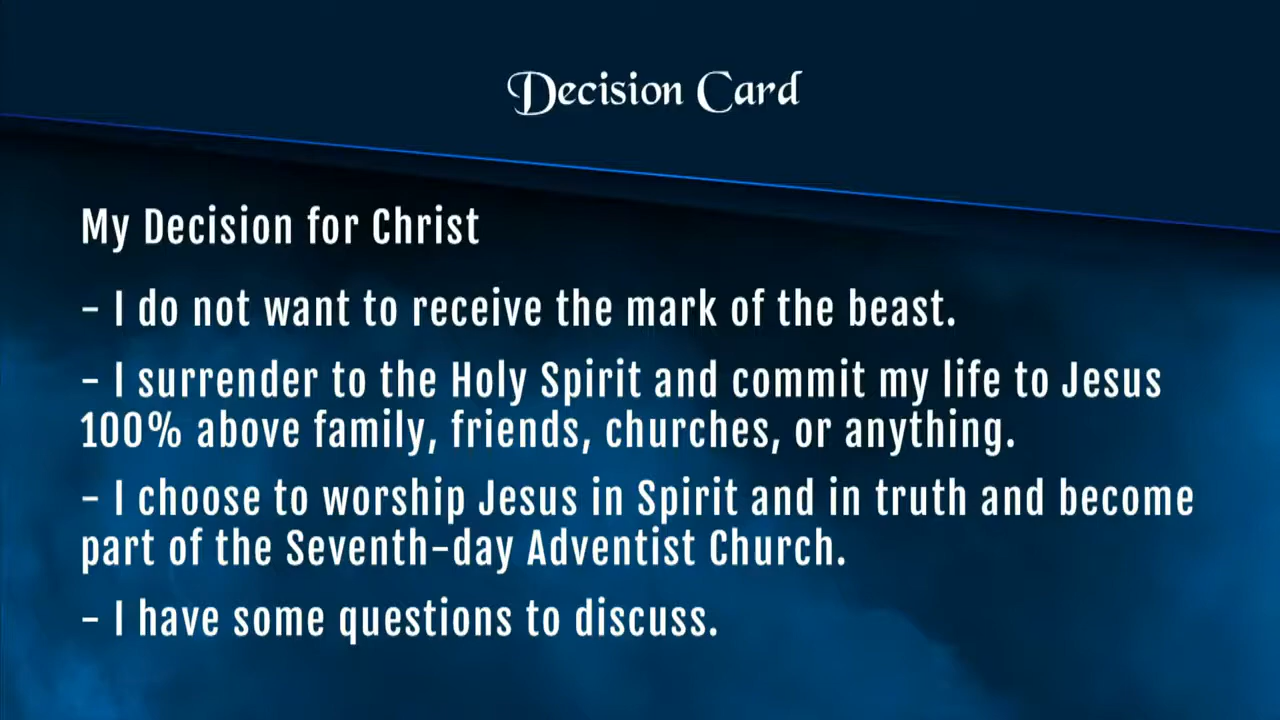 Decision Card
My Decision for Christ
- I do not want to receive the mark of the beast.
- I surrender to the Holy Spirit and commit my life to Jesus
100% above family, friends, churches, or anything.
- I choose to worship Jesus in Spirit and in truth and become
part of the Seventh-day Adventist Church.
- I have some questions to discuss.